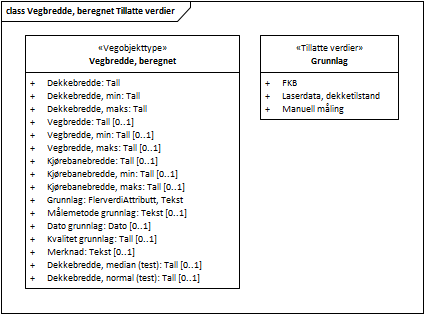 class Vegbredde, beregnet Tillatte verdier
«Vegobjekttype»
Vegbredde, beregnet
+ Dekkebredde: Tall
+ Dekkebredde, min: Tall
+ Dekkebredde, maks: Tall
+ Vegbredde: Tall [0..1]
+ Vegbredde, min: Tall [0..1]
+ Vegbredde, maks: Tall [0..1]
+ Kjørebanebredde: Tall [0..1]
+ Kjørebanebredde, min: Tall [0..1]
+ Kjørebanebredde, maks: Tall [0..1]
+ Grunnlag: FlerverdiAttributt, Tekst
+ Målemetode grunnlag: Tekst [0..1]
+ Dato grunnlag: Dato [0..1]
+ Kvalitet grunnlag: Tall [0..1]
+ Merknad: Tekst [0..1]
+ Dekkebredde, median (test): Tall [0..1]
+ Dekkebredde, normal (test): Tall [0..1]
«Tillatte verdier»
Grunnlag
+ FKB
+ Laserdata, dekketilstand
+ Manuell måling